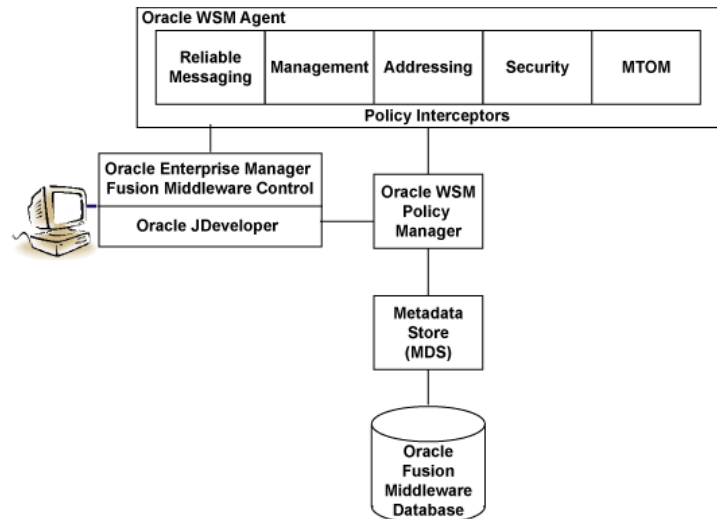 Oracle WSM Agent
Reliable
Messaging
Management
Addressing
Security
MTOM
Policy Interceptors
Oracle Enterprise Manager
Fusion Middleware Control
Oracle JDeveloper
Oracle WSM
Policy
Manager
Metadata
Store
(MDS)
Oracle
Fusion
Middleware
Database